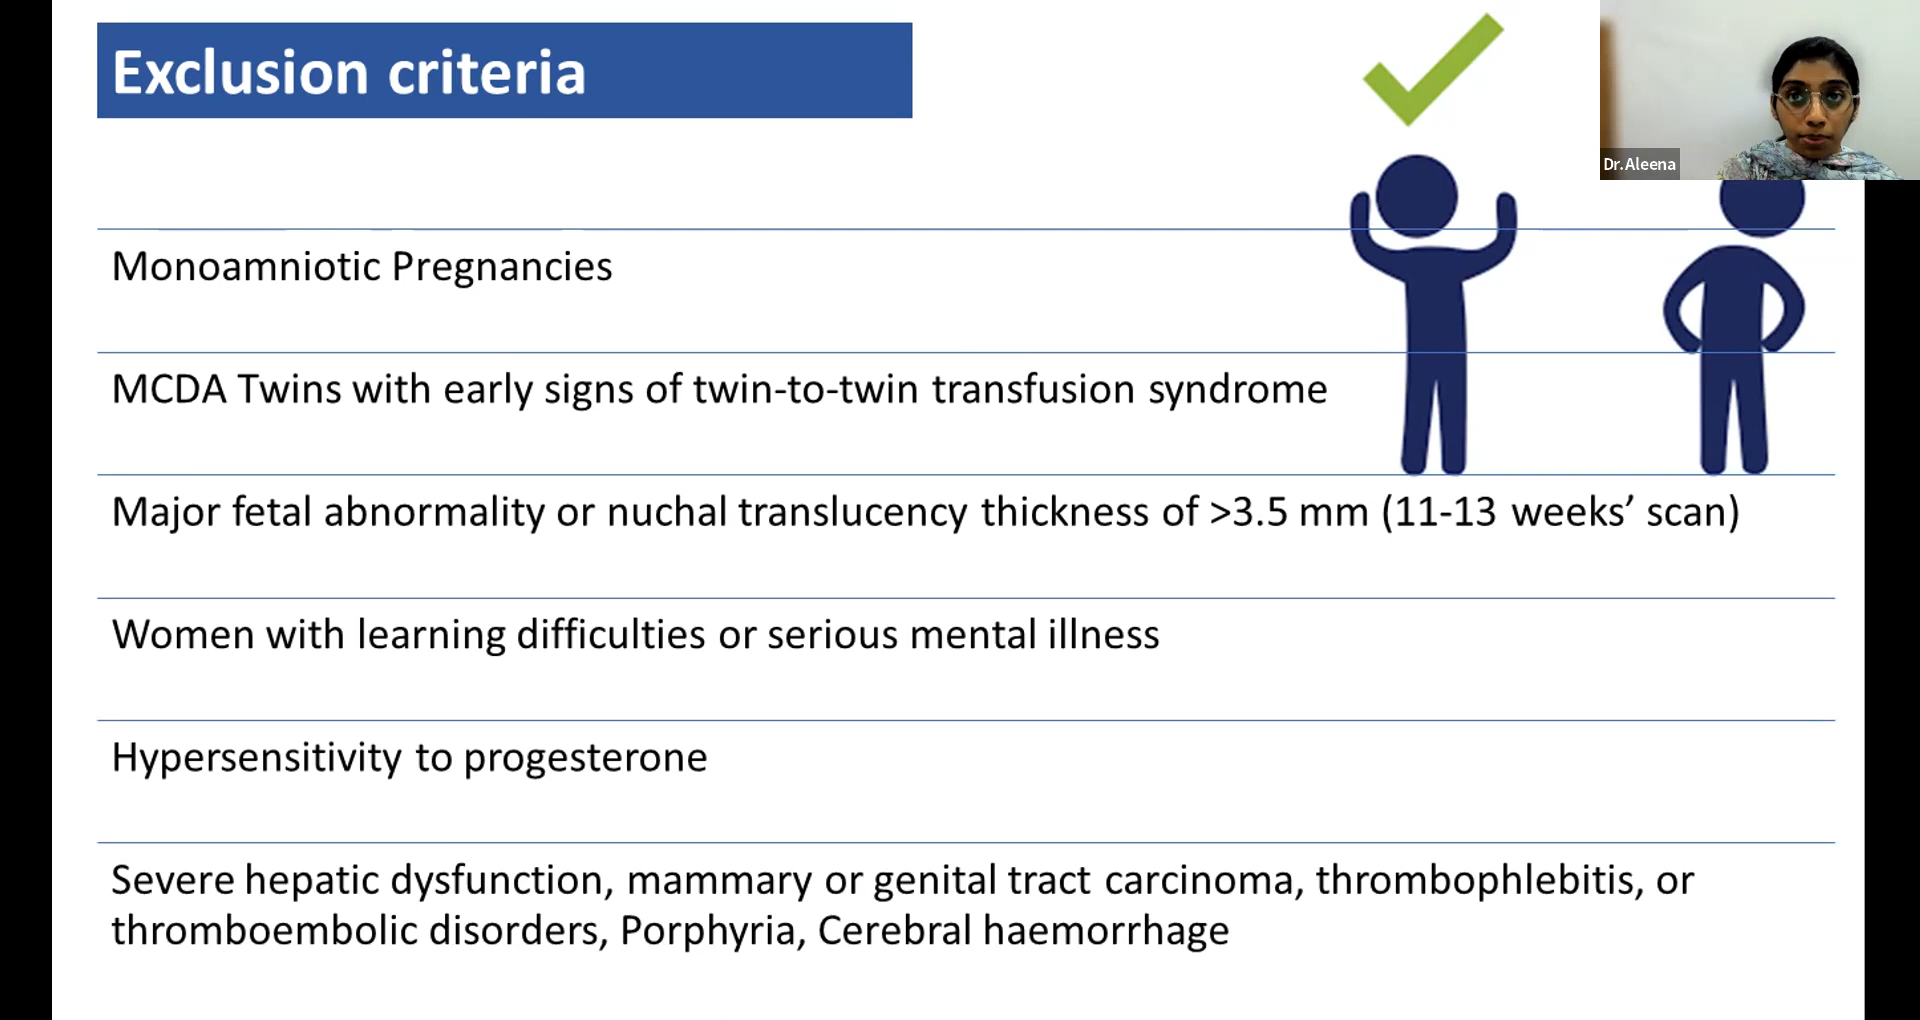 Exclusion criteria
Dr.Aleena
Monoamniotic Pregnancies
MCDA Twins with early signs of twin-to-twin transfusion syndrome
Major fetal abnormality or nuchal translucency thickness of >3.5 mm (11-13 weeks’ scan)
Women with learning difficulties or serious mental illness
Hypersensitivity to progesterone
Severe hepatic dysfunction, mammary or genital tract carcinoma, thrombophlebitis, or
thromboembolic disorders, Porphyria, Cerebral haemorrhage